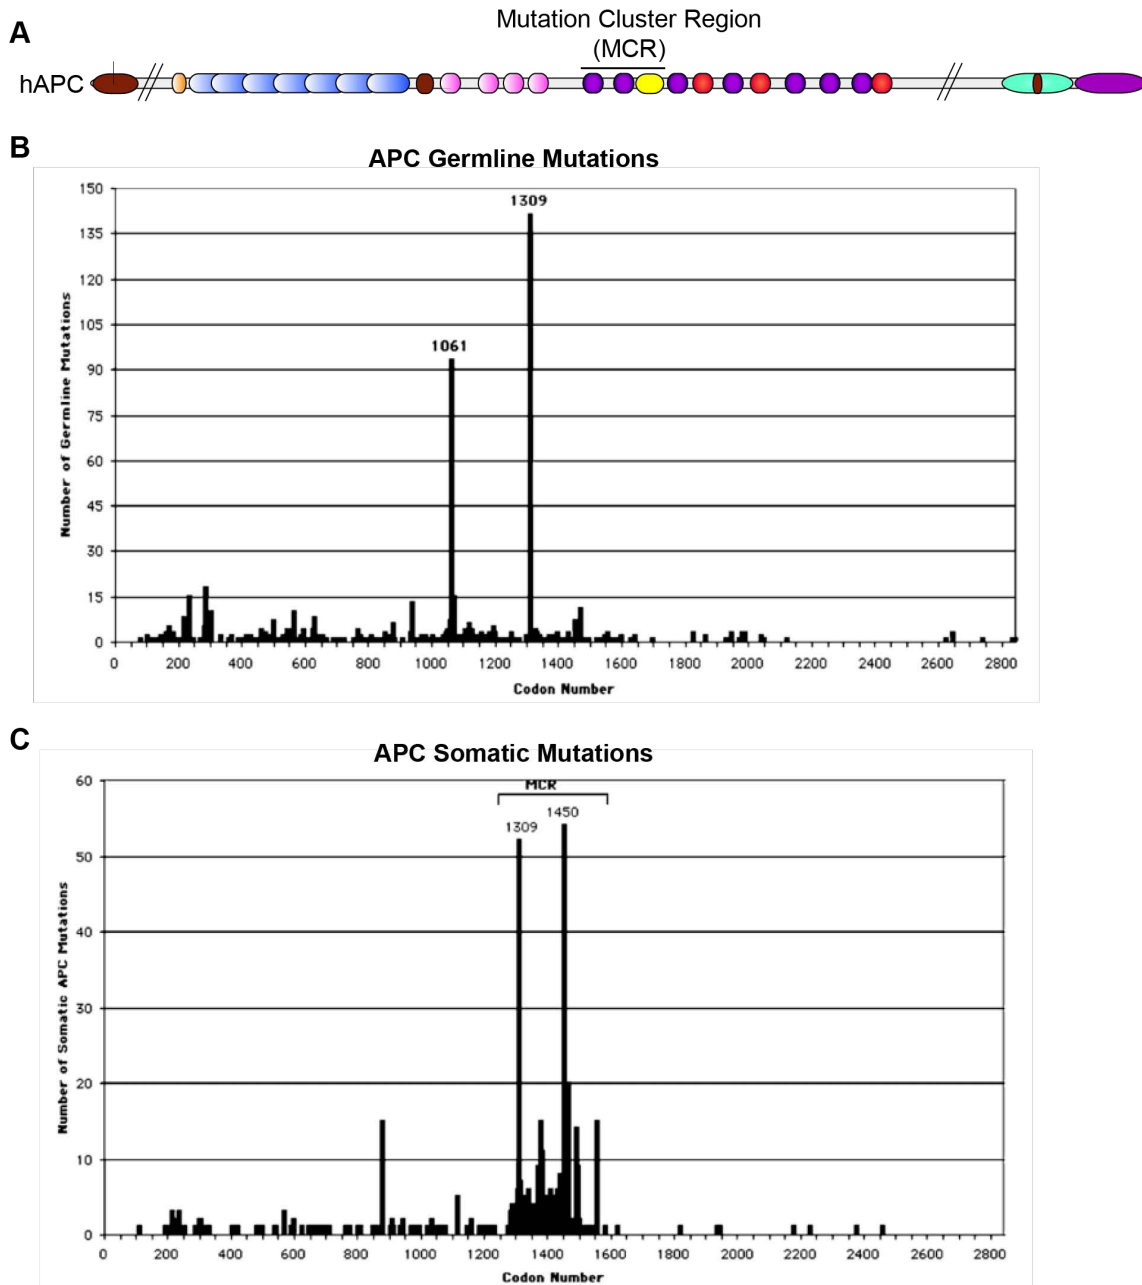 A
Mutation Cluster Region
(MCR)
hAPC
B
APC Germline Mutations
150
135
120
105
90
75
60
45
30
15
0
1309
1061
Number of Germline Mutations
0 200 400 600 800 1000 1200 1400 1600 1800 2000 2200 2400 2600 2800
Codon Number
C
APC Somatic Mutations
60
50
40
30
20
10
0
MCR
1450
1309
Number of Somatic APC Mutations
0 200 400 600 800 1000 1200 1400 1600 1800 2000 2200 2400 2600 2800
Codon Number